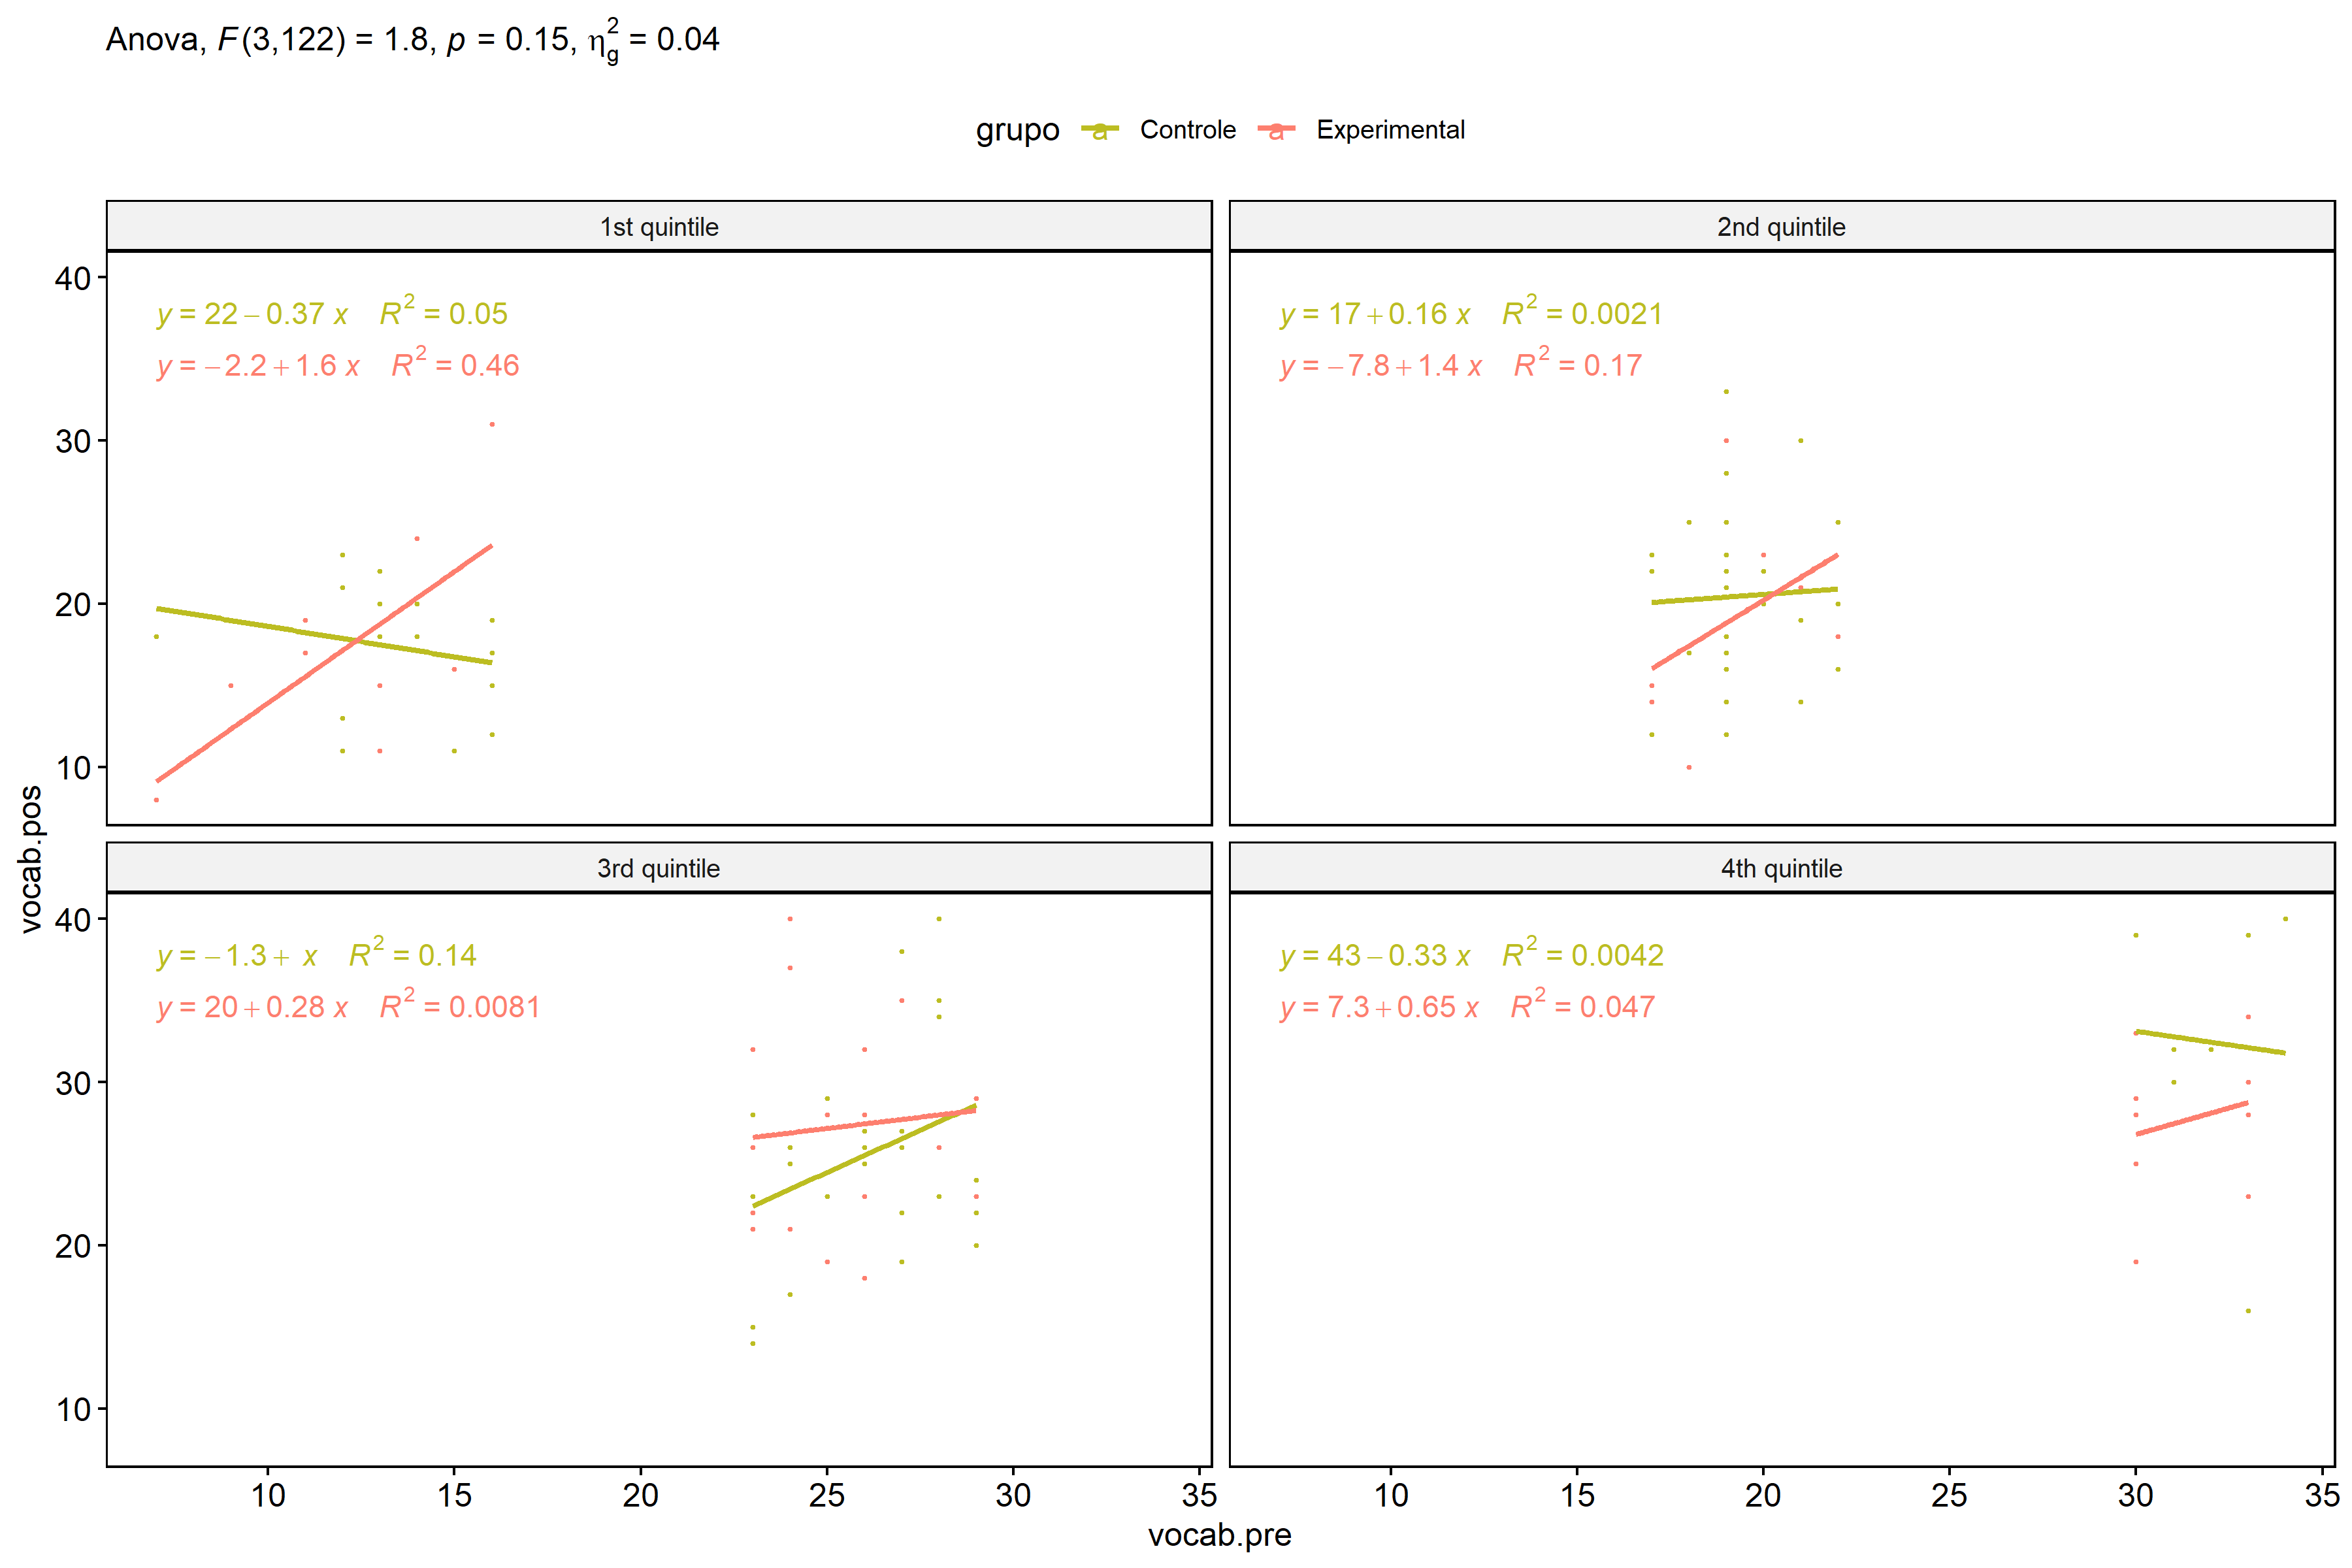 Anova, F(3,122) = 1.8, p = 0.15, η²g = 0.04
grupo a Controle a Experimental
1st quintile
2nd quintile
40
30
20
10
y = 22 − 0.37 x R² = 0.05
y = −2.2 + 1.6 x R² = 0.46
y = 17 + 0.16 x R² = 0.0021
y = −7.8 + 1.4 x R² = 0.17
vocab.pos
3rd quintile
4th quintile
40
30
20
10
y = −1.3 + x R² = 0.14
y = 20 + 0.28 x R² = 0.0081
y = 43 − 0.33 x R² = 0.0042
y = 7.3 + 0.65 x R² = 0.047
10 15 20 25 30 35 10 15 20 25 30 35
vocab.pre